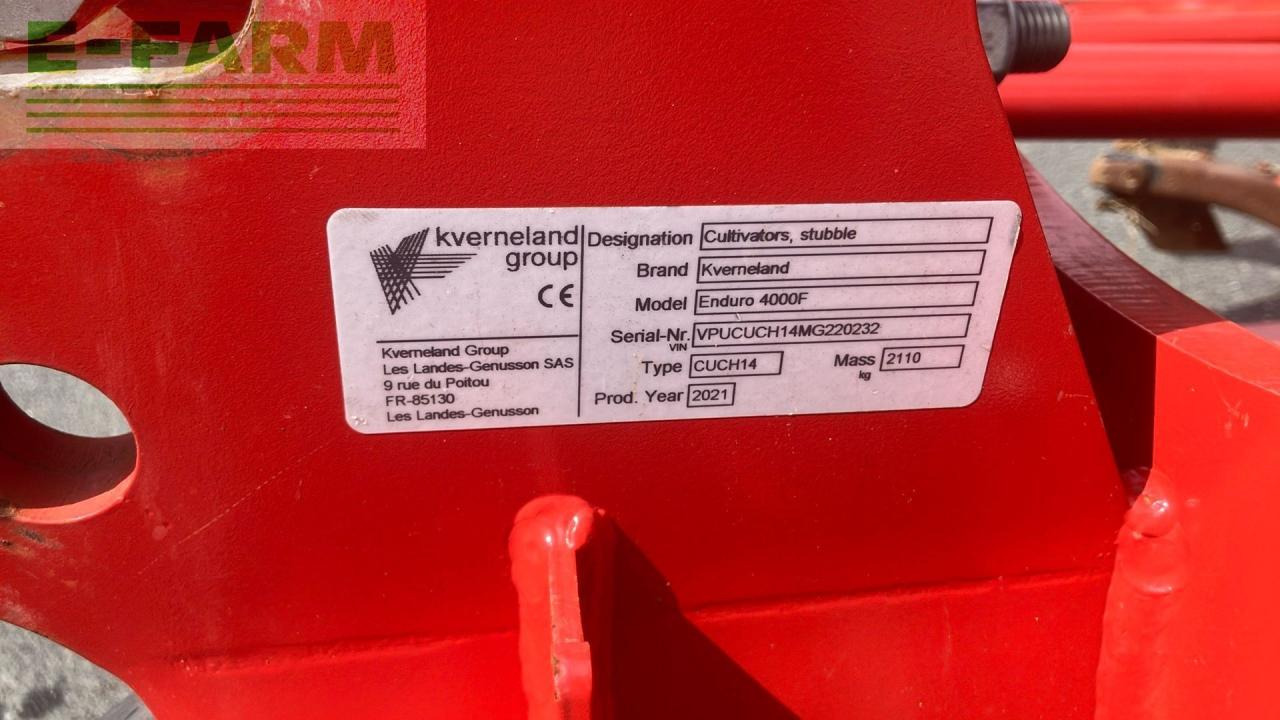 E-FARM
kverneland
group
CE
Kverneland Group
Les Landes-Genusson SAS
9 rue du Poitou
FR-85130
Les Landes-Genusson
Designation Cultivators, stubble
Brand Kverneland
Model Enduro 4000F
Serial-Nr. VPUCUCH14MG220232
VIN
Type CUCH14 Mass 2110
kg
Prod. Year 2021